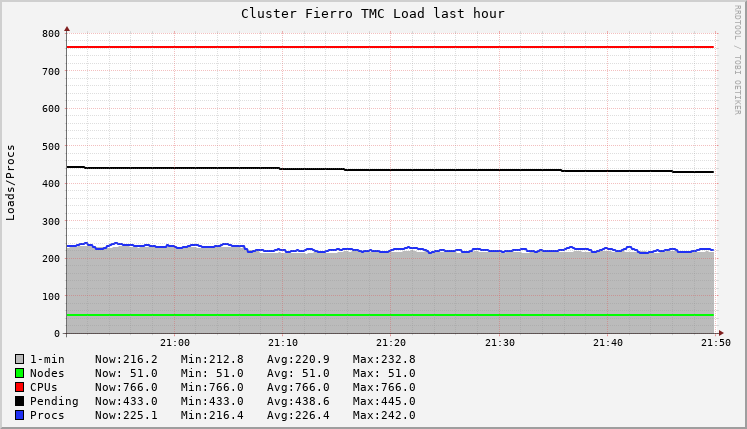 Cluster Fierro TMC Load last hour
RRDTOOL / TOBI OETIKER
Loads/Procs
800
700
600
500
400
300
200
100
0
21:00 21:10 21:20 21:30 21:40 21:50
1-min Now:216.2 Min:212.8 Avg:220.9 Max:232.8
Nodes Now: 51.0 Min: 51.0 Avg: 51.0 Max: 51.0
CPUs Now:766.0 Min:766.0 Avg:766.0 Max:766.0
Pending Now:433.0 Min:433.0 Avg:438.6 Max:445.0
Procs Now:225.1 Min:216.4 Avg:226.4 Max:242.0